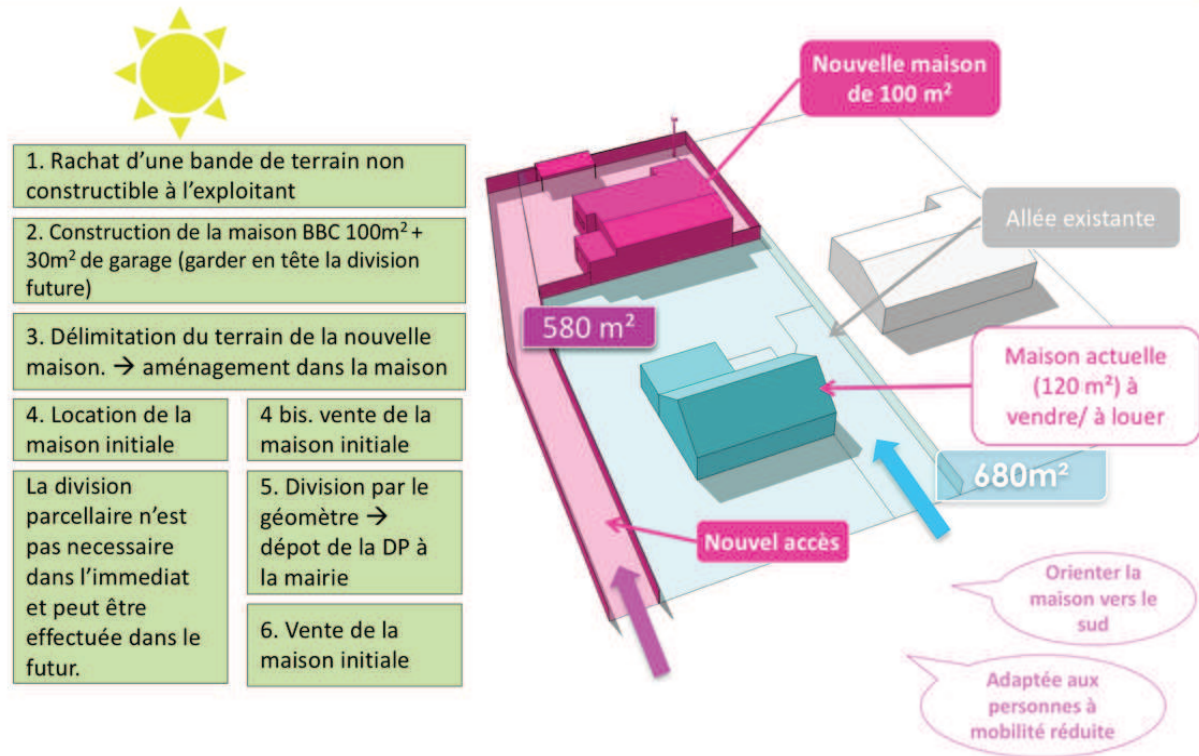 1. Rachat d'une bande de terrain non
constructible à l'exploitant
2. Construction de la maison BBC 100m² +
30m² de garage (garder en tête la division
future)
3. Délimitation du terrain de la nouvelle
maison. → aménagement dans la maison
4. Location de la
maison initiale
4 bis. vente de la
maison initiale
La division
parcellaire n'est
pas necessaire
dans l'immediat
et peut être
effectuée dans le
futur.
5. Division par le
géomètre →
dépot de la DP à
la mairie
6. Vente de la
maison initiale
Nouvelle maison
de 100 m²
Allée existante
580 m²
Maison actuelle
(120 m²) à
vendre/ à louer
680m²
Nouvel accès
Orienter la
maison vers le
sud
Adaptée aux
personnes à
mobilité réduite